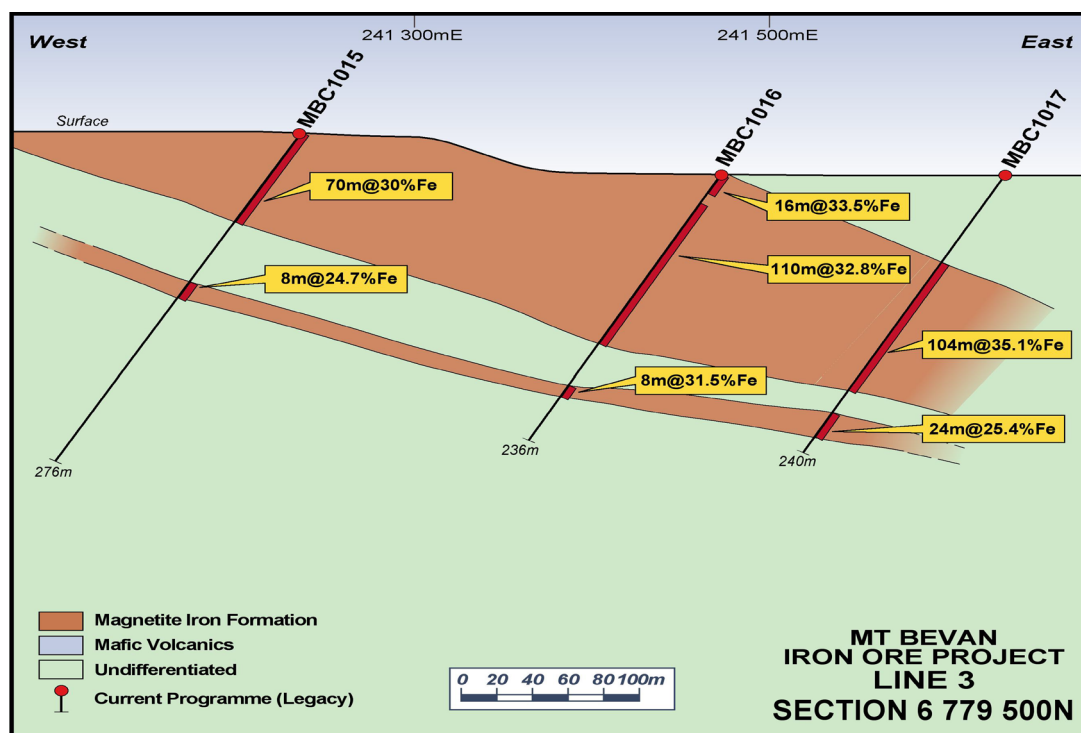 West
241 300mE
241 500mE
East
Surface
MBC1015
MBC1016
MBC1017
70m@30%Fe
16m@33.5%Fe
8m@24.7%Fe
110m@32.8%Fe
104m@35.1%Fe
8m@31.5%Fe
24m@25.4%Fe
276m
236m
240m
Magnetite Iron Formation
Mafic Volcanics
Undifferentiated
Current Programme (Legacy)
0 20 40 60 80 100m
MT BEVAN
IRON ORE PROJECT
LINE 3
SECTION 6 779 500N